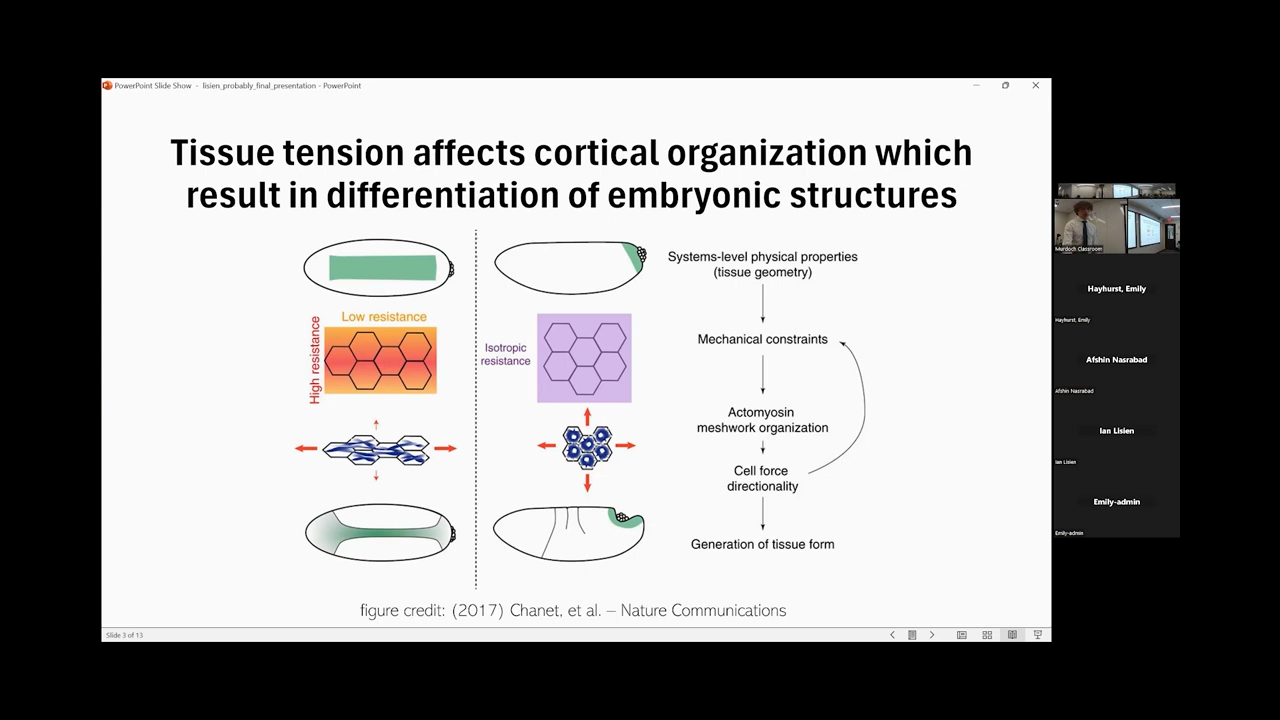 PowerPoint Slide Show - lisien_probably_final_presentation - PowerPoint
Tissue tension affects cortical organization which
result in differentiation of embryonic structures
Low resistance
High resistance
Isotropic
resistance
Systems-level physical properties
(tissue geometry)
Mechanical constraints
Actomyosin
meshwork organization
Cell force
directionality
Generation of tissue form
figure credit: (2017) Chanet, et al. – Nature Communications
Slide 3 of 13
Murdoch Classroom
Hayhurst, Emily
Hayhurst, Emily
Afshin Nasrabad
Afshin Nasrabad
Ian Lisien
Ian Lisien
Emily-admin
Emily-admin